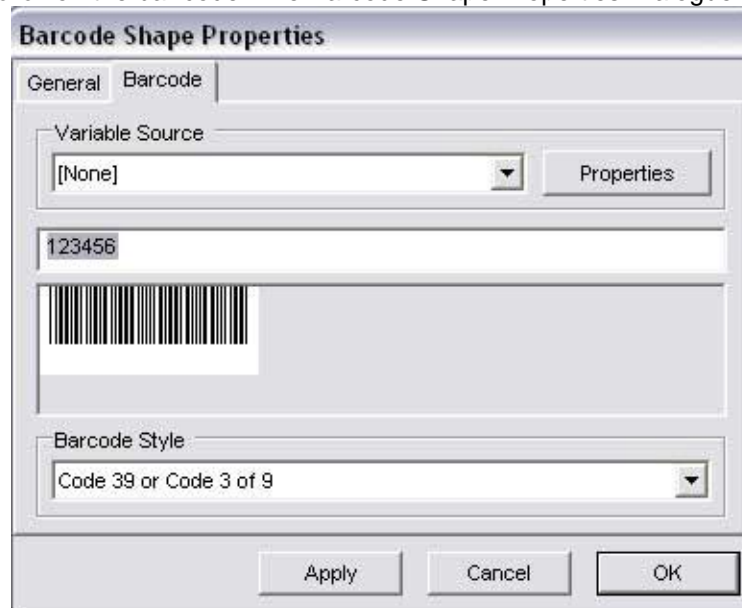 Barcode Shape Properties
General Barcode
Variable Source
[None] Properties
123456
Barcode Style
Code 39 or Code 3 of 9
Apply Cancel OK